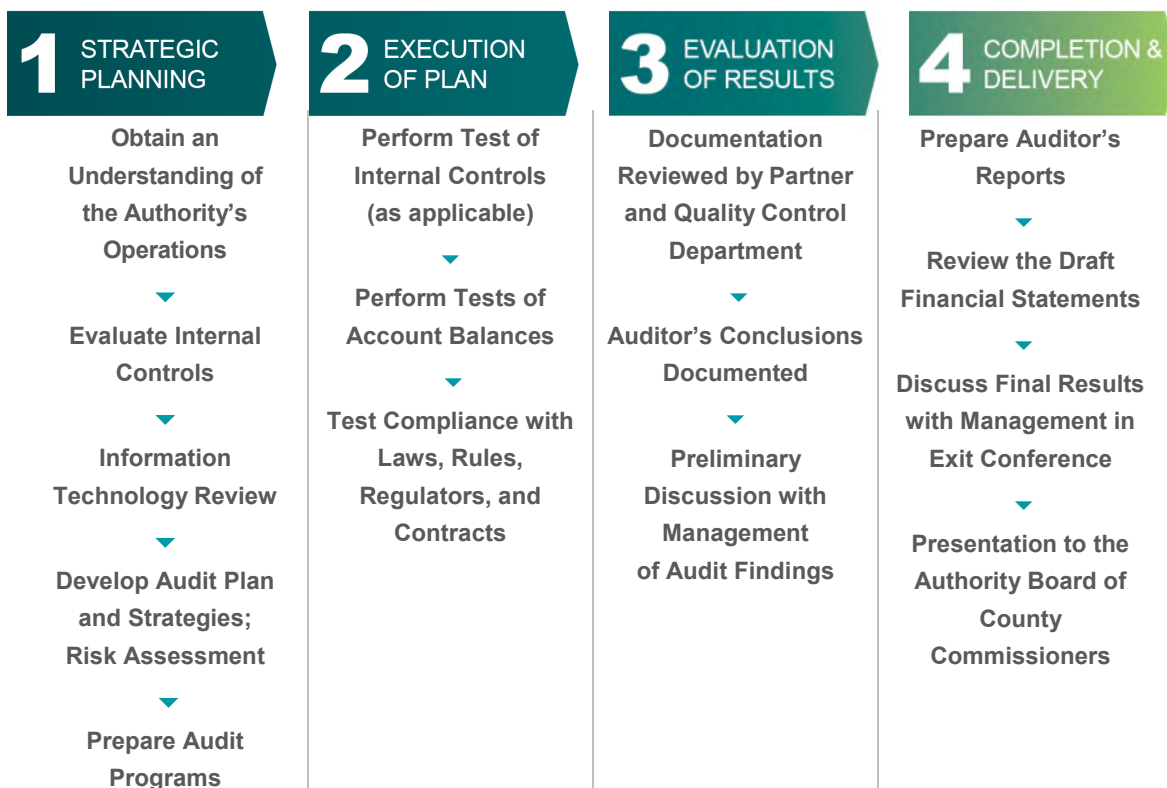 1 STRATEGIC
PLANNING
Obtain an
Understanding of
the Authority's
Operations
Evaluate Internal
Controls
Information
Technology Review
Develop Audit Plan
and Strategies;
Risk Assessment
Prepare Audit
Programs
2 EXECUTION
OF PLAN
Perform Test of
Internal Controls
(as applicable)
Perform Tests of
Account Balances
Test Compliance with
Laws, Rules,
Regulators, and
Contracts
3 EVALUATION
OF RESULTS
Documentation
Reviewed by Partner
and Quality Control
Department
Auditor's Conclusions
Documented
Preliminary
Discussion with
Management
of Audit Findings
4 COMPLETION &
DELIVERY
Prepare Auditor's
Reports
Review the Draft
Financial Statements
Discuss Final Results
with Management in
Exit Conference
Presentation to the
Authority Board of
County
Commissioners